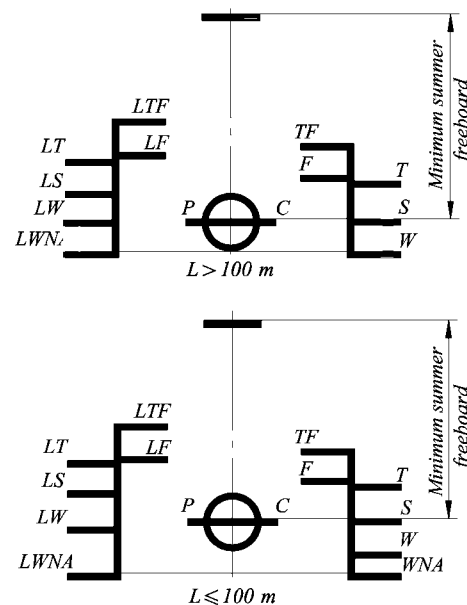 LTF
LT
LF
TF
F
LS
T
LW
P
C
S
LWNA
W
L > 100 m
Minimum summer
freeboard
LTF
LT
LF
TF
F
LS
T
P
C
S
LW
W
LWNA
WNA
L ⩽ 100 m
Minimum summer
freeboard